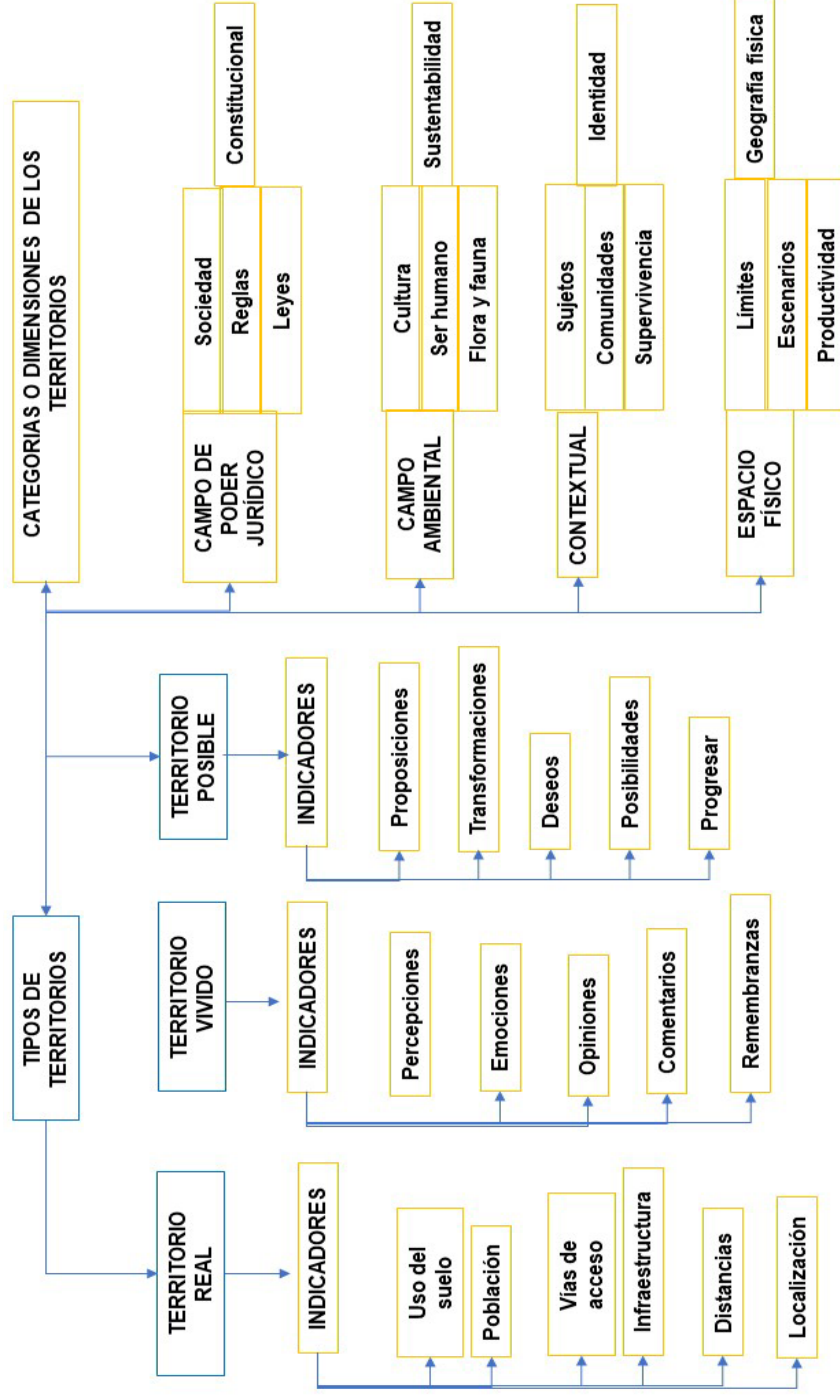 TIPOS DE
TERRITORIOS
TERRITORIO
REAL
INDICADORES
Uso del
suelo
Población
Vías de
acceso
Infraestructura
Distancias
Localización
TERRITORIO
VIVIDO
INDICADORES
Percepciones
Emociones
Opiniones
Comentarios
Remembranzas
TERRITORIO
POSIBLE
INDICADORES
Proposiciones
Transformaciones
Deseos
Posibilidades
Progresar
CATEGORIAS O DIMENSIONES DE LOS
TERRITORIOS
CAMPO DE
PODER
JURÍDICO
Sociedad
Reglas
Leyes
Constitucional
CAMPO
AMBIENTAL
Cultura
Ser humano
Flora y fauna
Sustentabilidad
CONTEXTUAL
Sujetos
Comunidades
Supervivencia
Identidad
ESPACIO
FÍSICO
Límites
Escenarios
Productividad
Geografía física